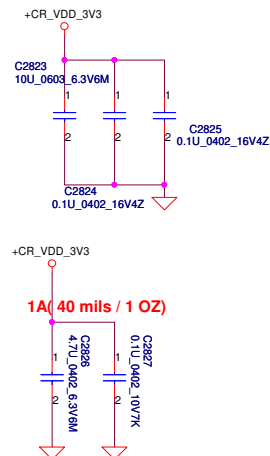 +CR_VDD_3V3
C2823
10U_0603_6.3V6M
1
1
1
2
2
2
C2825
0.1U_0402_16V4Z
C2824
0.1U_0402_16V4Z
+CR_VDD_3V3
1A( 40 mils / 1 OZ)
C2826
4.7U_0402_6.3V6M
C2827
0.1U_0402_10V7K
1
1
2
2